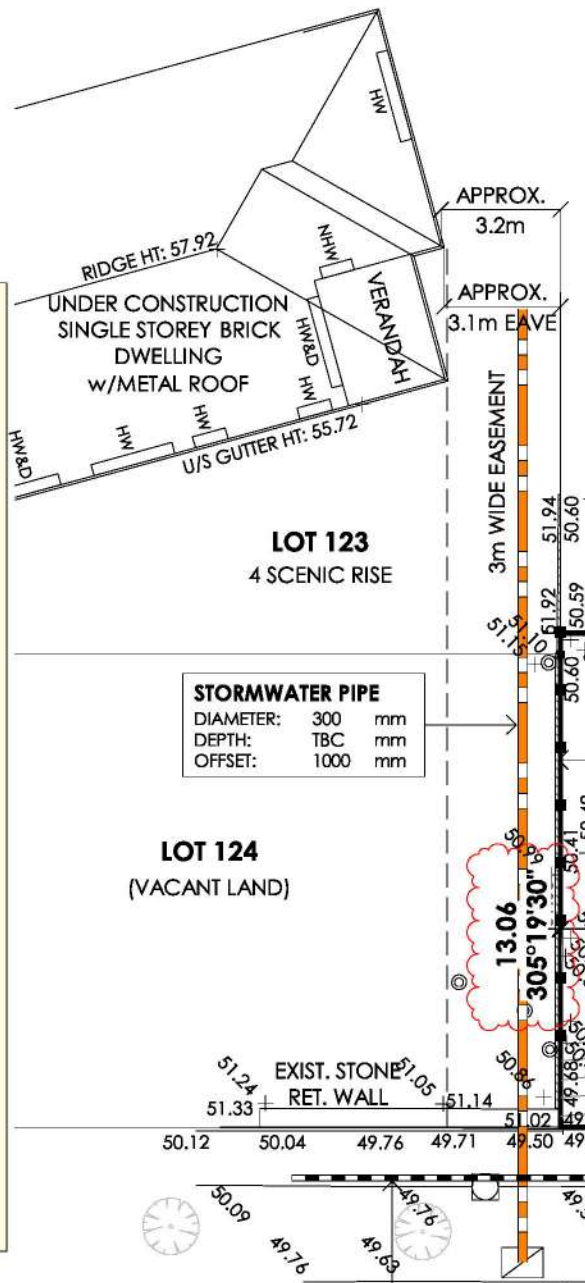 HW
APPROX.
3.2m
RIDGE HT: 57.92
NHW
VERANDAH
APPROX.
3.1m EAVE
UNDER CONSTRUCTION
SINGLE STOREY BRICK
DWELLING
w/METAL ROOF
HW&D
HW
HW
HW
HW&D
U/S GUTTER HT: 55.72
3m WIDE EASEMENT
51.94
50.60
LOT 123
4 SCENIC RISE
51.92
50.59
51.10
51.15
50.60
STORMWATER PIPE
DIAMETER: 300 mm
DEPTH: TBC mm
OFFSET: 1000 mm
50.99
50.41
LOT 124
(VACANT LAND)
13.06
305°19'30"
51.24
EXIST. STONE
RET. WALL
51.05
50.86
51.33
51.14
51.02
49.68
50.12
50.04
49.76
49.71
49.50
50.09
49.76
49.76
49.63